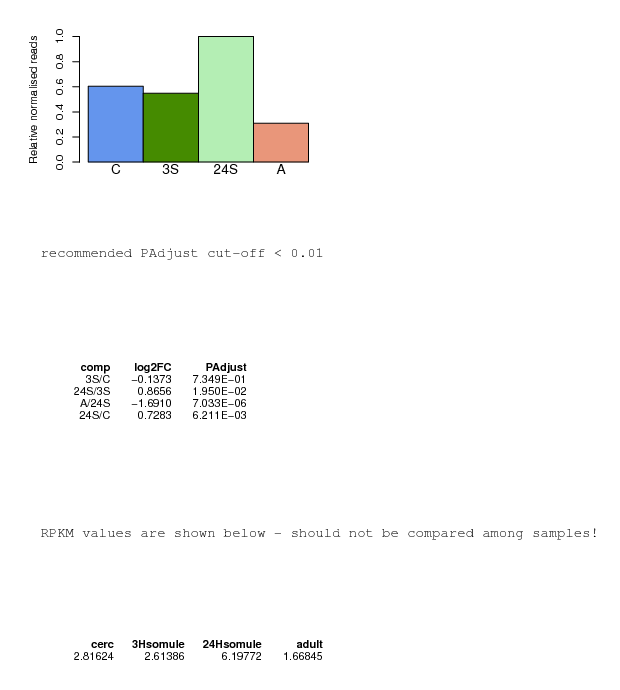 Relative normalised reads
1.0
0.8
0.6
0.4
0.2
0.0
C 3S 24S A
recommended PAdjust cut-off < 0.01
comp log2FC PAdjust
3S/C −0.1373 7.349E−01
24S/3S 0.8656 1.950E−02
A/24S −1.6910 7.033E−06
24S/C 0.7283 6.211E−03
RPKM values are shown below - should not be compared among samples!
cerc 3Hsomule 24Hsomule adult
2.81624 2.61386 6.19772 1.66845